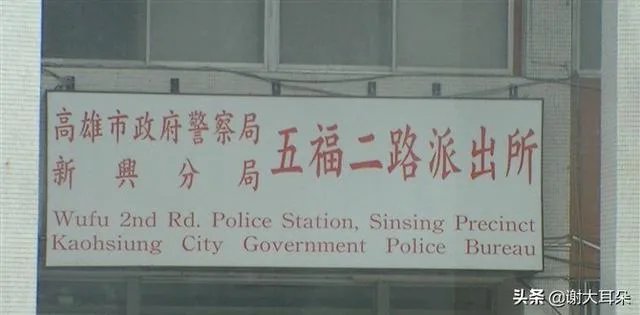 高雄市政府警察局
新興分局
五福二路派出所
Wufu 2nd Rd. Police Station, Sinsing Precinct
Kaohsiung City Government Police Bureau
头条 @谢大耳朵